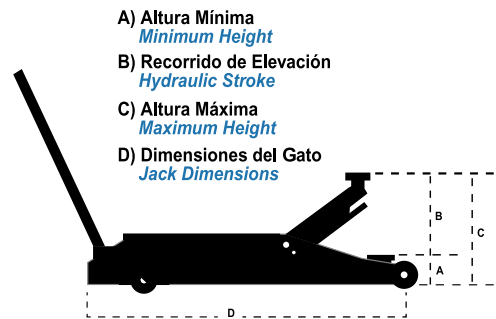 A) Altura Mínima
Minimum Height
B) Recorrido de Elevación
Hydraulic Stroke
C) Altura Máxima
Maximum Height
D) Dimensiones del Gato
Jack Dimensions
B
C
A
D